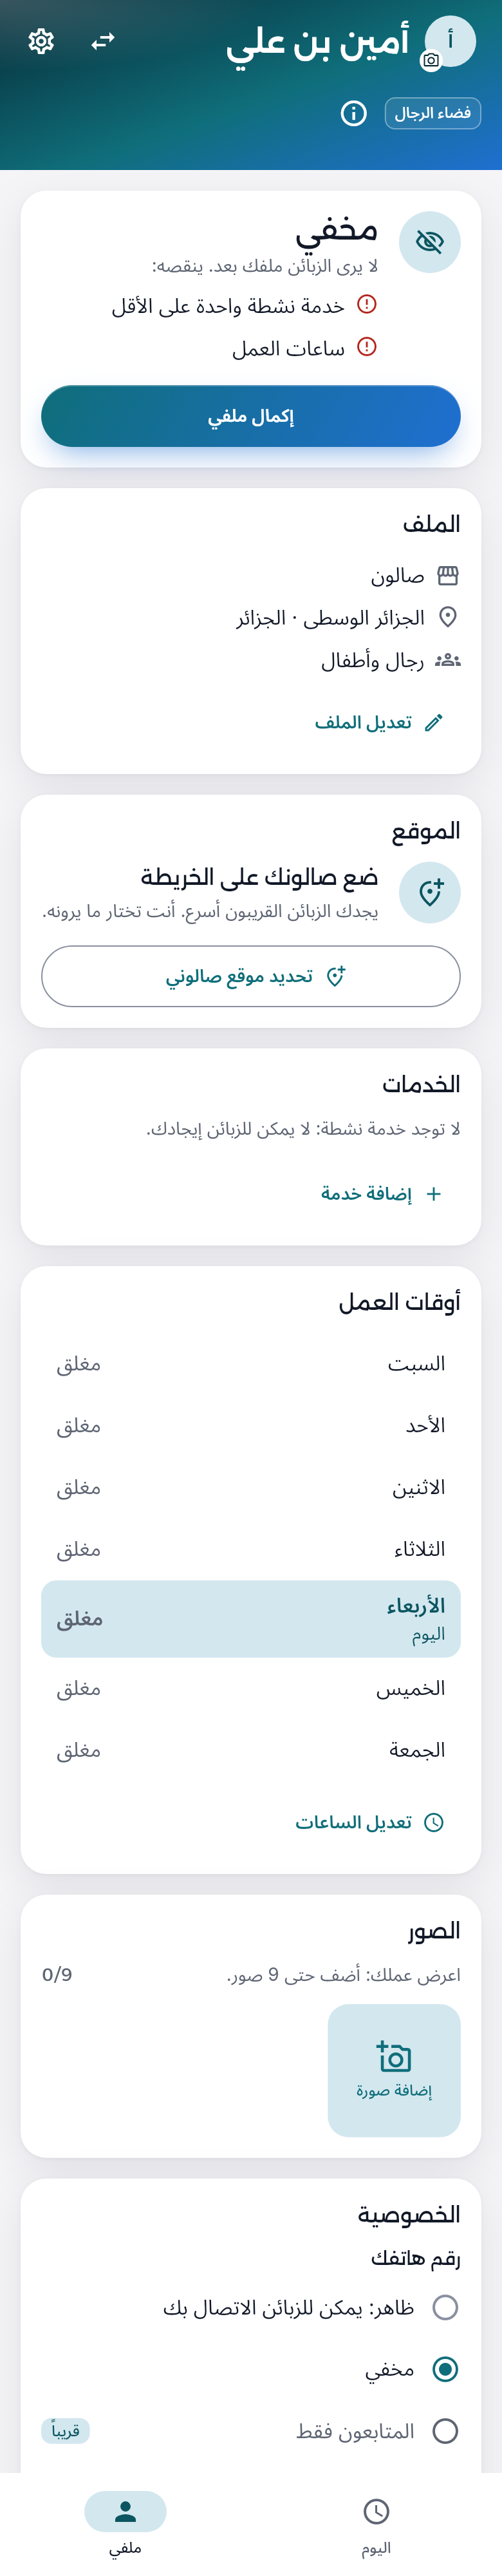 أ
أمين بن علي
فضاء الرجال
مخفي
لا يرى الزبائن ملفك بعد. ينقصه:
خدمة نشطة واحدة على الأقل
ساعات العمل
إكمال ملفي
الملف
صالون
الجزائر الوسطى · الجزائر
رجال وأطفال
تعديل الملف
الموقع
ضع صالونك على الخريطة
يجدك الزبائن القريبون أسرع. أنت تختار ما يرونه.
تحديد موقع صالوني
الخدمات
لا توجد خدمة نشطة: لا يمكن للزبائن إيجادك.
إضافة خدمة
أوقات العمل
السبت مغلق
الأحد مغلق
الاثنين مغلق
الثلاثاء مغلق
الأربعاء مغلق
اليوم
الخميس مغلق
الجمعة مغلق
تعديل الساعات
الصور
اعرض عملك: أضف حتى 9 صور. 0/9
إضافة صورة
الخصوصية
رقم هاتفك
ظاهر: يمكن للزبائن الاتصال بك
مخفي
المتابعون فقط قريباً
اليوم ملفي